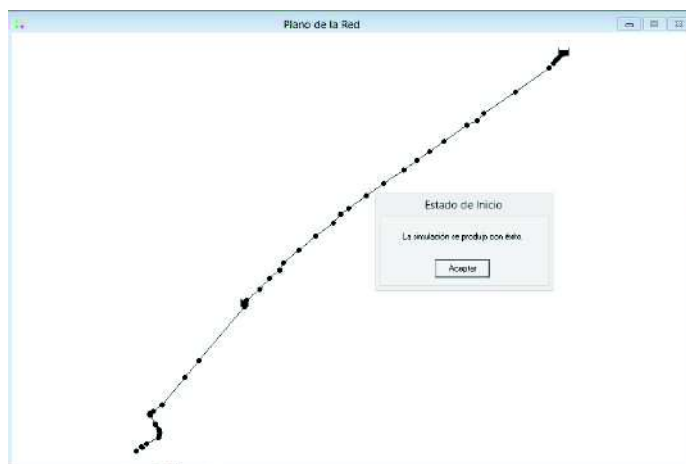 Plano de la Red
Estado de Inicio
La simulación se produjo con éxito.
Aceptar